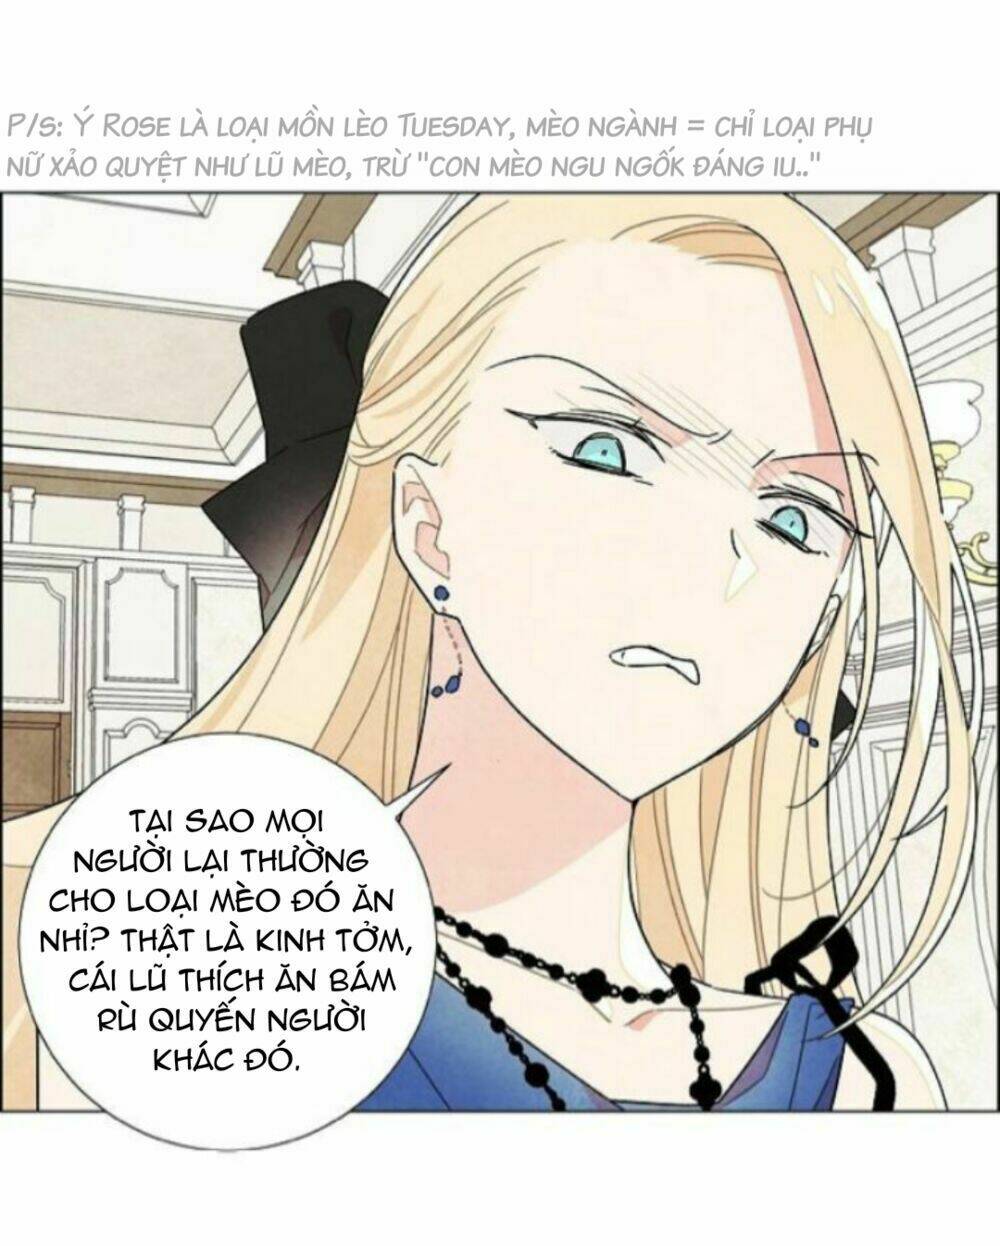 P/s: Ý Rose là loại mồn lèo Tuesday, mèo ngành = chỉ loại phụ
nữ xảo quyệt như lũ mèo, trừ "con mèo ngu ngốk đáng iu.."
TẠI SAO MỌI
NGƯỜI LẠI THƯỜNG
CHO LOẠI MÈO ĐÓ ĂN
NHỈ? THẬT LÀ KINH TỞM,
CÁI LŨ THÍCH ĂN BÁM
RÙ QUYẾN NGƯỜI
KHÁC ĐÓ.